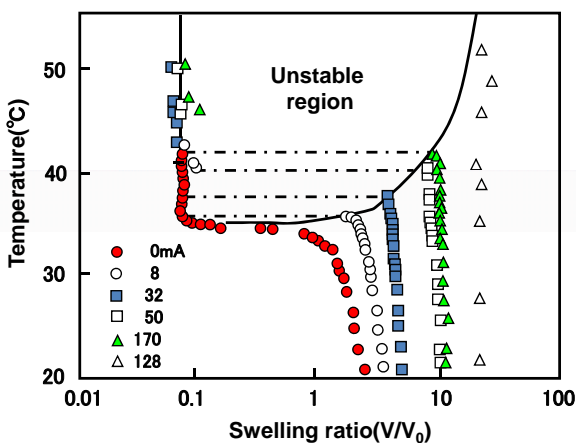 50
40
30
20
Temperature(℃)
Unstable
region
0mA
8
32
50
170
128
0.01
0.1
1
10
100
Swelling ratio(V/V₀)